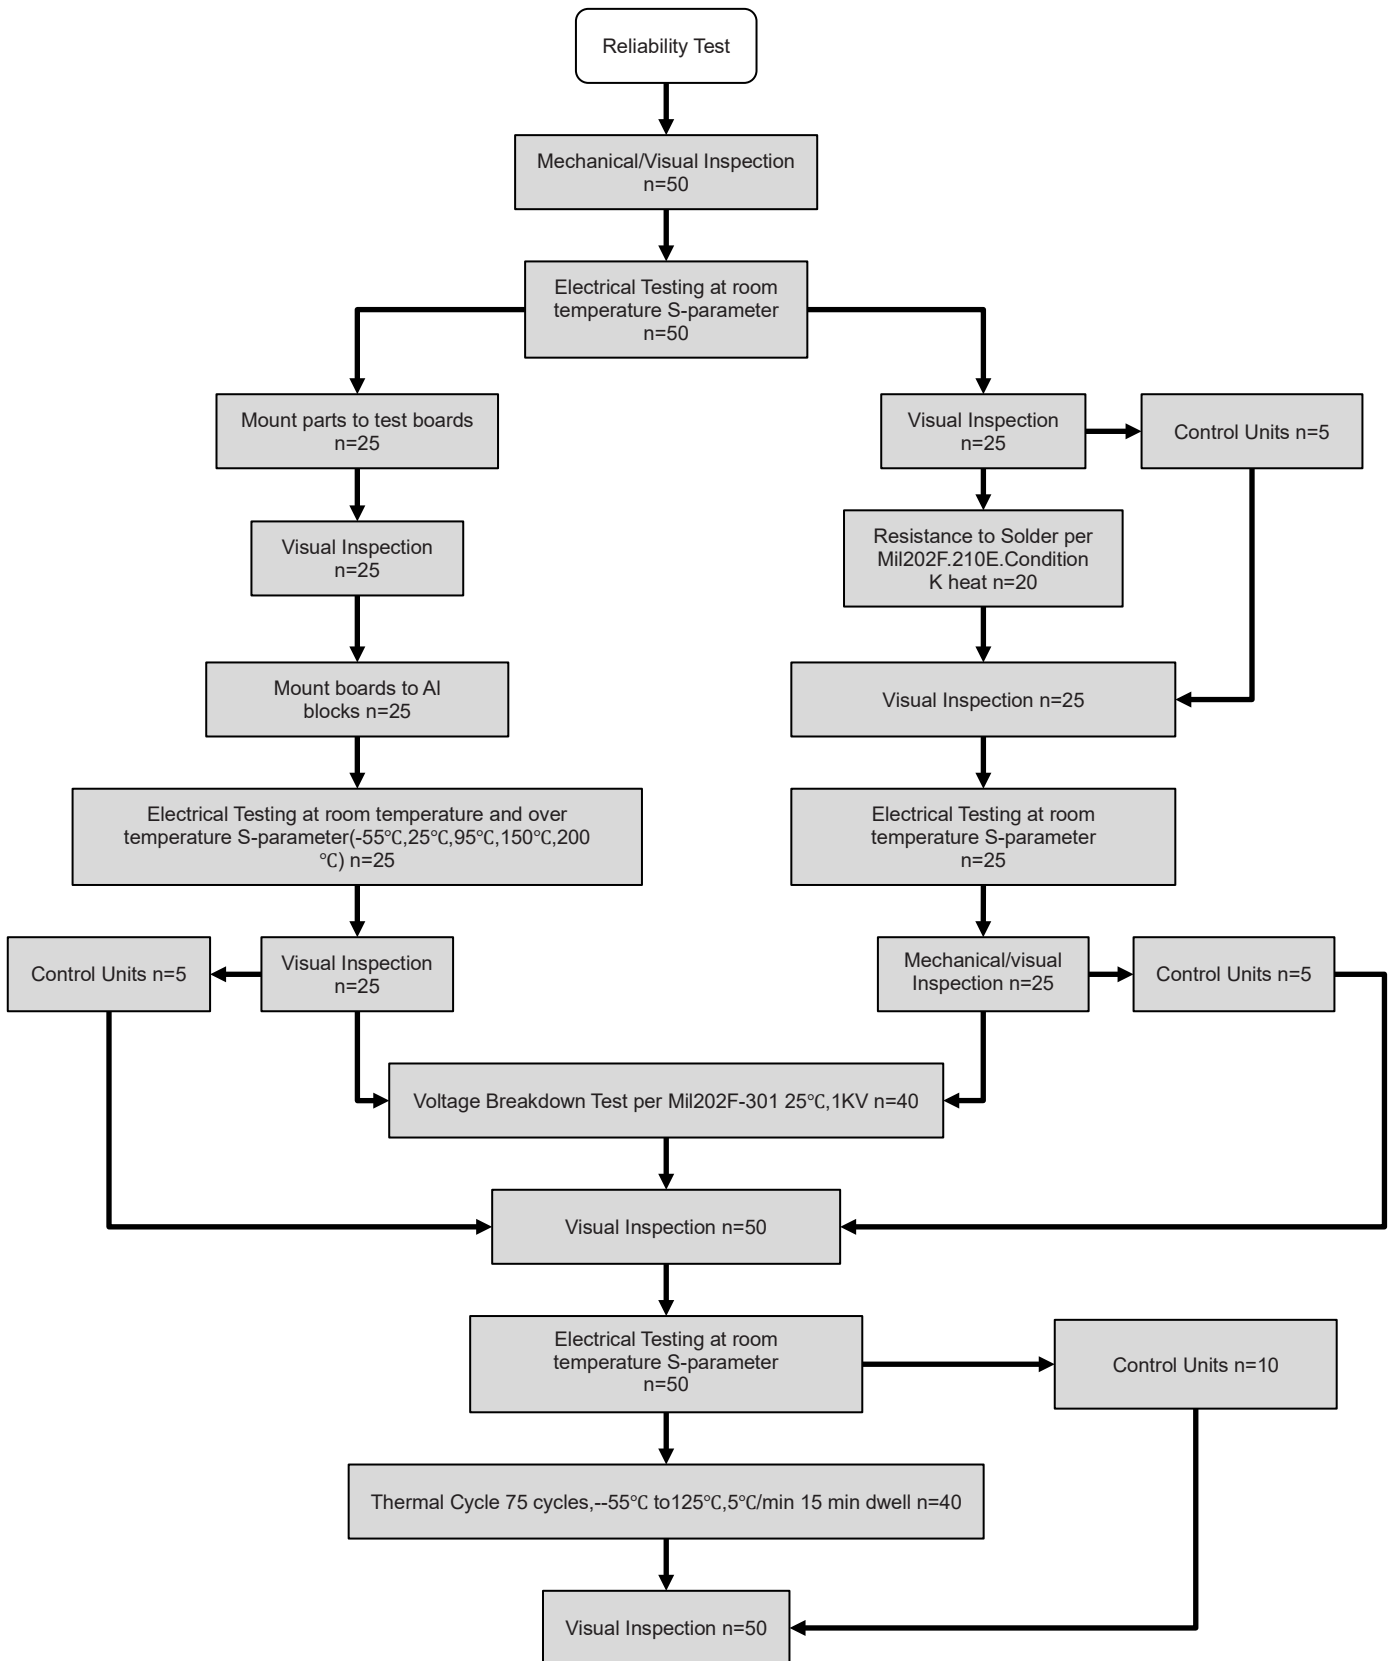 Reliability Test
Mechanical/Visual Inspection
n=50
Electrical Testing at room
temperature S-parameter
n=50
Mount parts to test boards
n=25
Visual Inspection
n=25
Control Units n=5
Visual Inspection
n=25
Resistance to Solder per
Mil202F.210E.Condition
K heat n=20
Mount boards to Al
blocks n=25
Visual Inspection n=25
Electrical Testing at room temperature and over
temperature S-parameter(-55℃,25℃,95℃,150℃,200
℃) n=25
Electrical Testing at room
temperature S-parameter
n=25
Control Units n=5
Visual Inspection
n=25
Mechanical/visual
Inspection n=25
Control Units n=5
Voltage Breakdown Test per Mil202F-301 25℃,1KV n=40
Visual Inspection n=50
Electrical Testing at room
temperature S-parameter
n=50
Control Units n=10
Thermal Cycle 75 cycles,--55℃ to125℃,5℃/min 15 min dwell n=40
Visual Inspection n=50